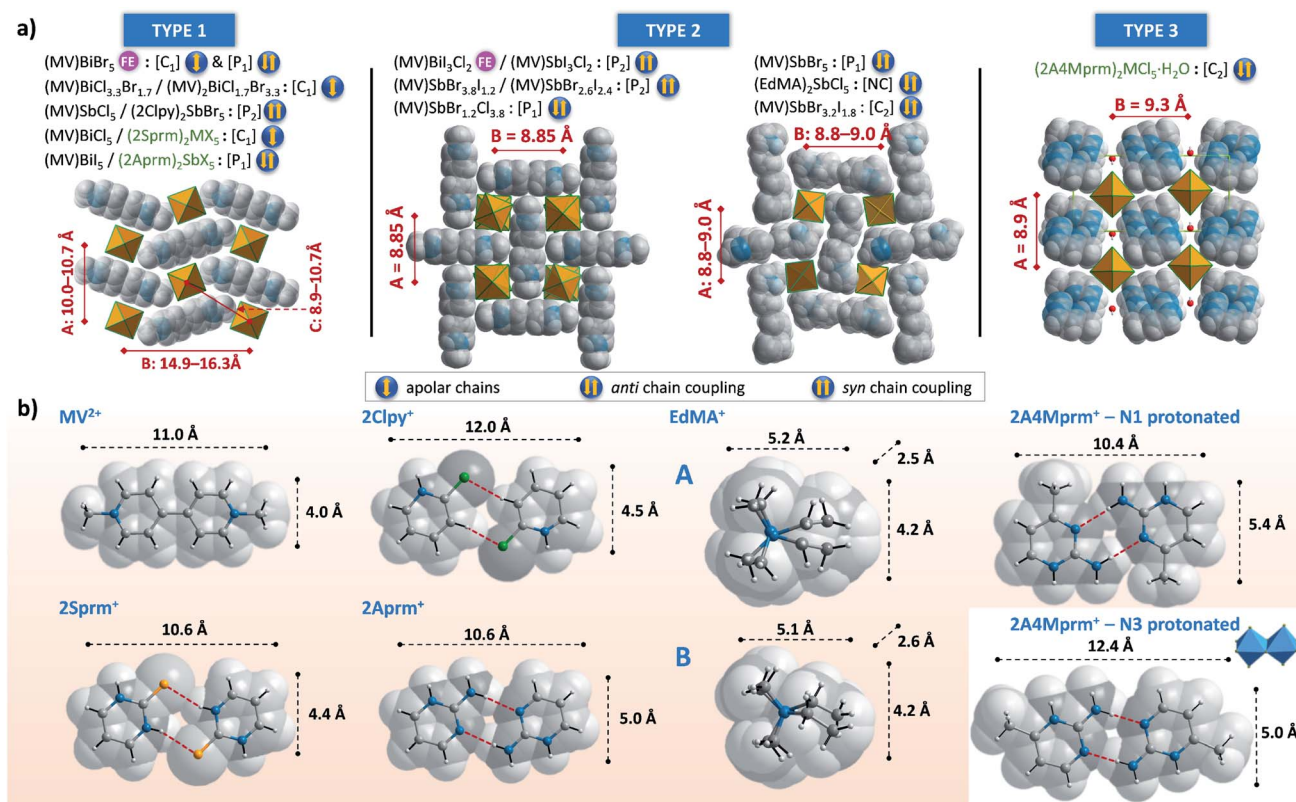 a)
TYPE 1
(MV)BiBr₅ FE : [C₁] & [P₁]
(MV)BiCl₃.₃Br₁.₇ / (MV)₂BiCl₁.₇Br₃.₃ : [C₁]
(MV)SbCl₅ / (2Clpy)₂SbBr₅ : [P₂]
(MV)BiCl₅ / (2Sprm)₂MX₅ : [C₁]
(MV)BiI₅ / (2Aprm)₂SbX₅ : [P₁]
A: 10.0–10.7 Å
B: 14.9–16.3Å
C: 8.9–10.7Å
TYPE 2
(MV)BiI₃Cl₂ FE / (MV)SbI₃Cl₂ : [P₂]
(MV)SbBr₃.₈I₁.₂ / (MV)SbBr₂.₆I₂.₄ : [P₂]
(MV)SbBr₁.₂Cl₃.₈ : [P₁]
B = 8.85 Å
A = 8.85 Å
(MV)SbBr₅ : [P₁]
(EdMA)₂SbCl₅ : [NC]
(MV)SbBr₃.₂I₁.₈ : [C₂]
B: 8.8–9.0 Å
A: 8.8–9.0 Å
TYPE 3
(2A4Mprm)₂MCl₅·H₂O : [C₂]
B = 9.3 Å
A = 8.9 Å
apolar chains
anti chain coupling
syn chain coupling
b)
MV²⁺
11.0 Å
4.0 Å
2Clpy⁺
12.0 Å
4.5 Å
EdMA⁺
A
5.2 Å
2.5 Å
4.2 Å
2A4Mprm⁺ – N1 protonated
10.4 Å
5.4 Å
2Sprm⁺
10.6 Å
4.4 Å
2Aprm⁺
10.6 Å
5.0 Å
B
5.1 Å
2.6 Å
4.2 Å
2A4Mprm⁺ – N3 protonated
12.4 Å
5.0 Å